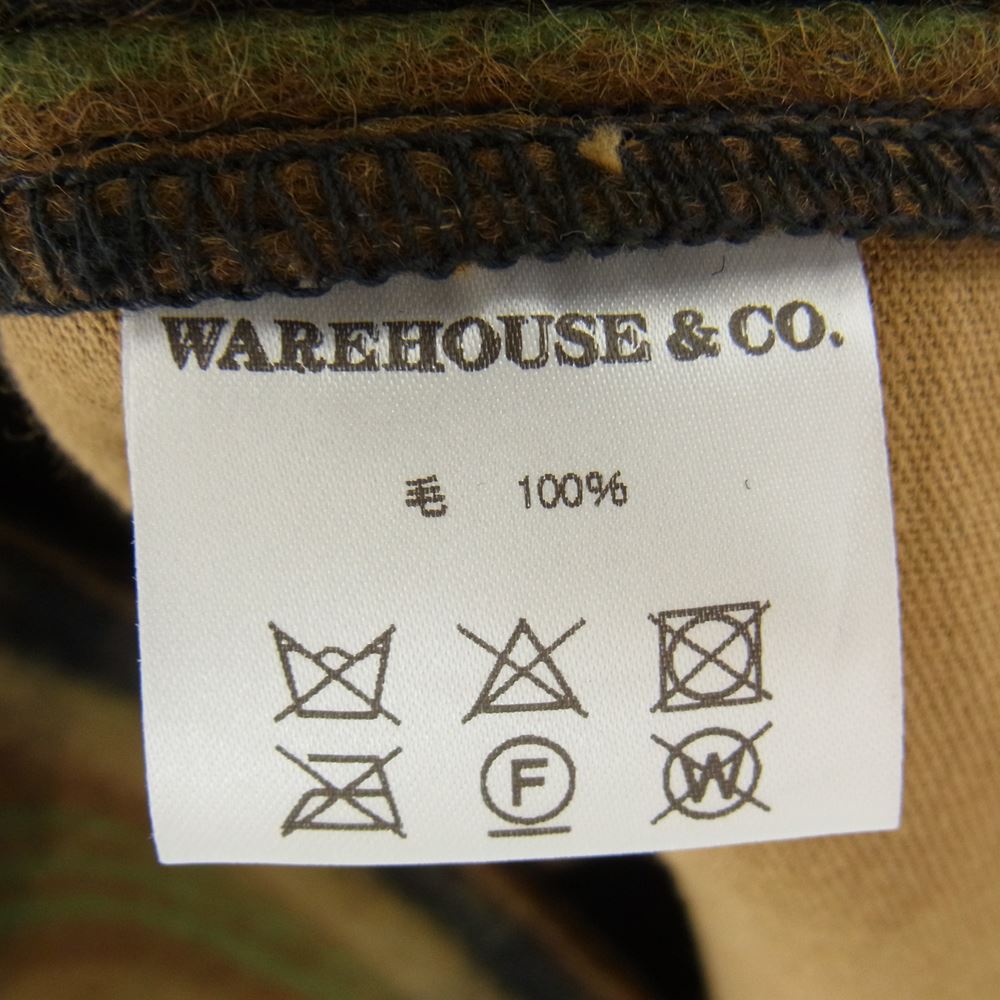 WAREHOUSE & CO.
毛 100%
F W